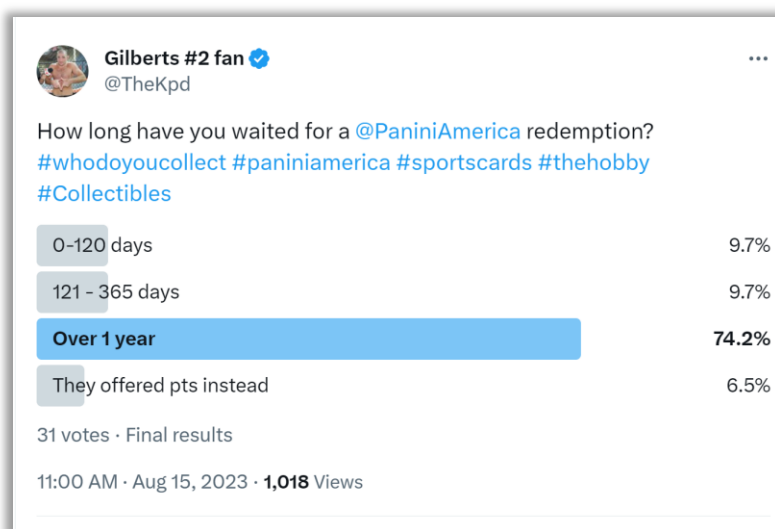 Gilberts #2 fan
@TheKpd
How long have you waited for a @PaniniAmerica redemption?
#whodoyoucollect #paniniamerica #sportscards #thehobby
#Collectibles
0-120 days 9.7%
121 - 365 days 9.7%
Over 1 year 74.2%
They offered pts instead 6.5%
31 votes · Final results
11:00 AM · Aug 15, 2023 · 1,018 Views